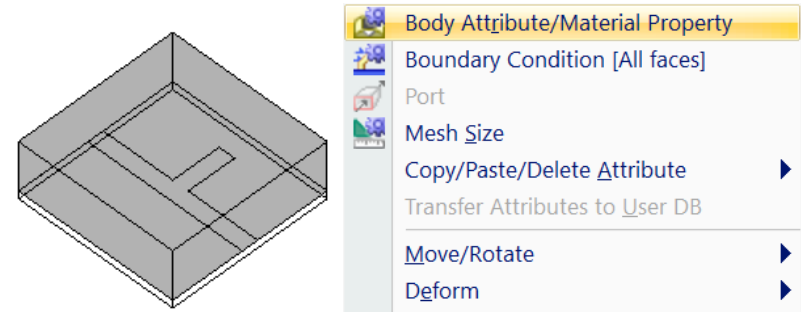 Body Attribute/Material Property
Boundary Condition [All faces]
Port
Mesh Size
Copy/Paste/Delete Attribute
Transfer Attributes to User DB
Move/Rotate
Deform